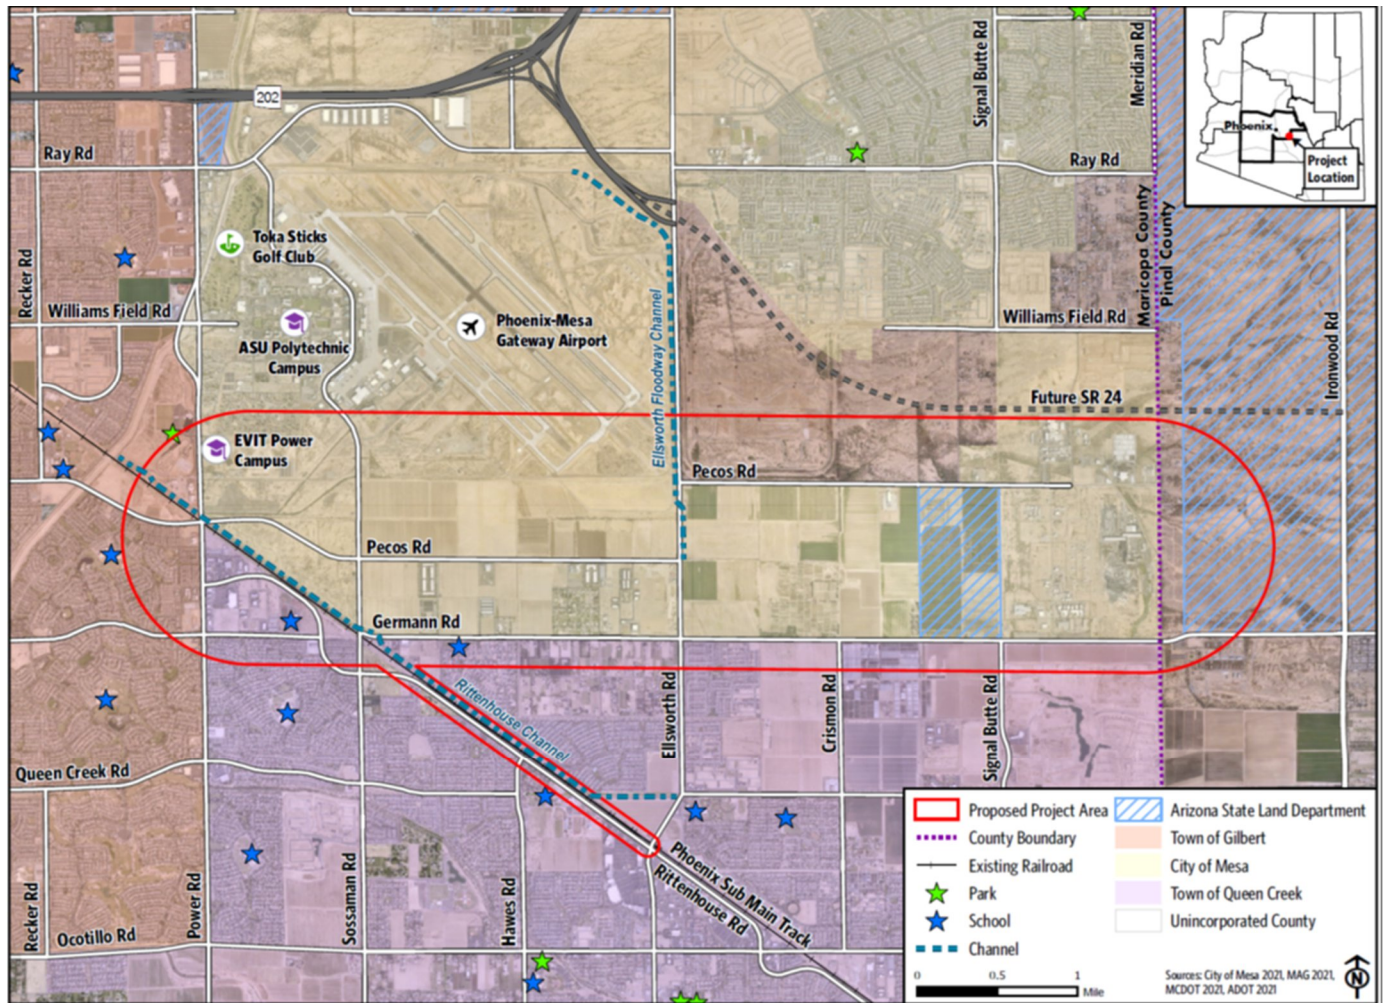 202
Ray Rd
Signal Butte Rd
Meridian Rd
Ray Rd
Phoenix
Project
Location
Recker Rd
Toka Sticks
Golf Club
Williams Field Rd
ASU Polytechnic
Campus
Phoenix-Mesa
Gateway Airport
Ellsworth Floodway Channel
Maricopa County
Pinal County
Williams Field Rd
Ironwood Rd
Future SR 24
EVIT Power
Campus
Pecos Rd
Pecos Rd
Germann Rd
Rittenhouse Channel
Ellsworth Rd
Crismon Rd
Signal Butte Rd
Queen Creek Rd
Recker Rd
Ocotillo Rd
Power Rd
Sossaman Rd
Hawes Rd
Phoenix Sub Main Track
Rittenhouse Rd
Proposed Project Area
County Boundary
Existing Railroad
Park
School
Channel
Arizona State Land Department
Town of Gilbert
City of Mesa
Town of Queen Creek
Unincorporated County
0 0.5 1
Mile
Sources: City of Mesa 2021, MAG 2021,
MCDOT 2021, ADOT 2021
N